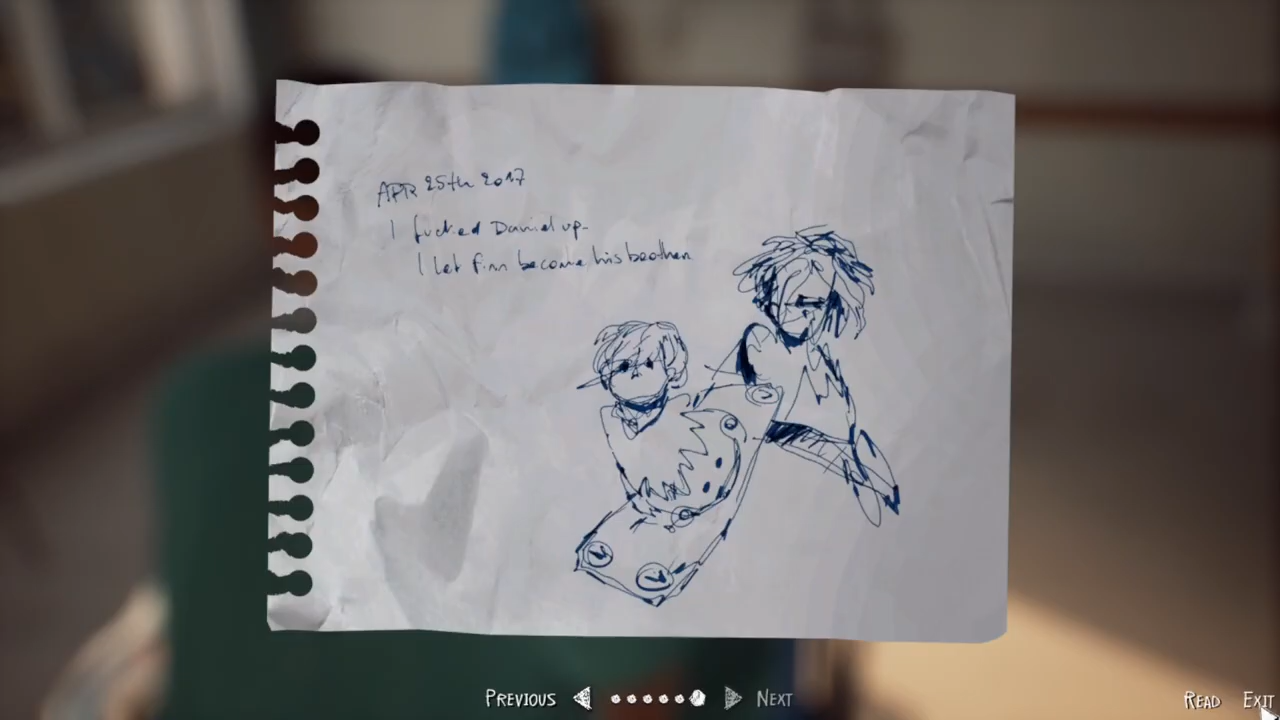 APR 25th 2017
I fucked Daniel up.
I let Finn become his brother
PREVIOUS NEXT
READ EXIT